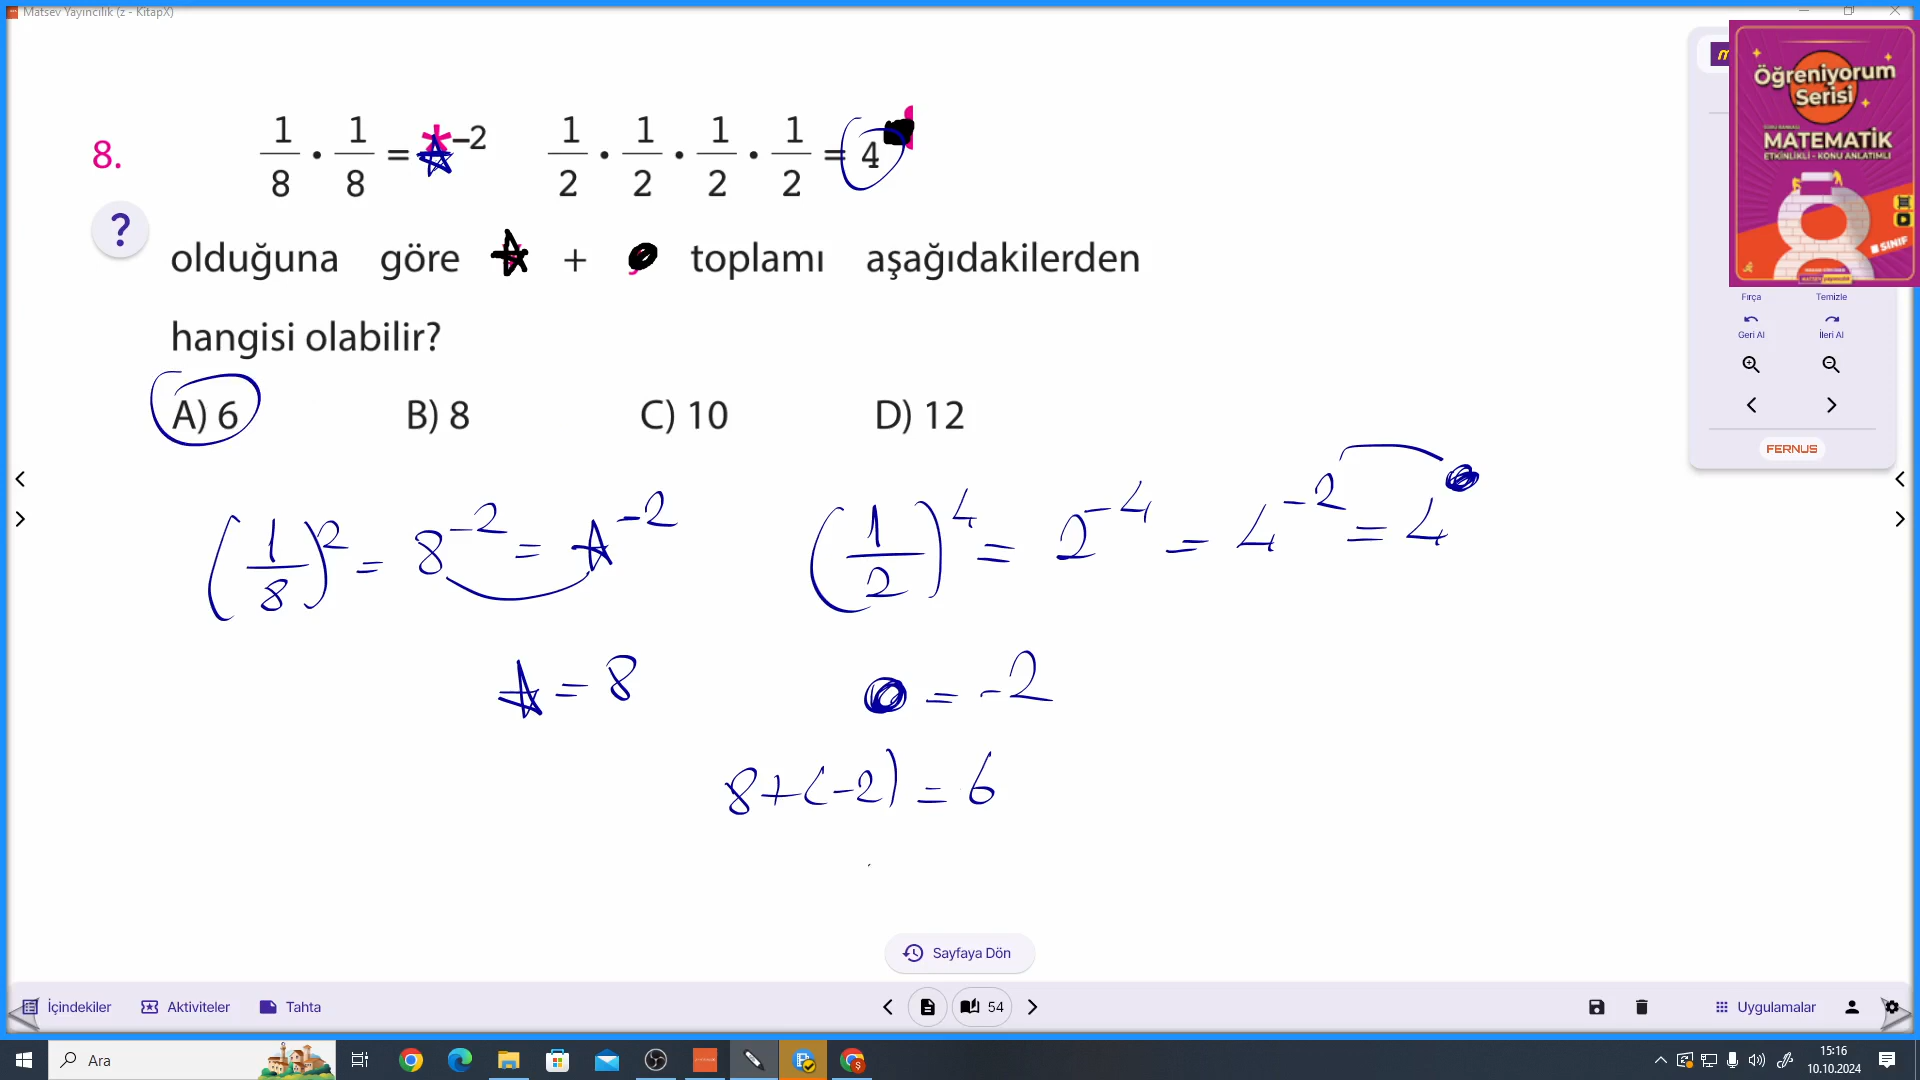 Matsev Yayıncılık (z - KitapX)
8. 1/8 · 1/8 = ☆⁻² 1/2 · 1/2 · 1/2 · 1/2 = 4
?
olduğuna göre ☆ + ● toplamı aşağıdakilerden
hangisi olabilir?
A) 6 B) 8 C) 10 D) 12
(1/8)² = 8⁻² = ☆⁻² (1/2)⁴ = 2⁻⁴ = 4⁻² = 4
☆ = 8 ● = -2
8+(-2) = 6
Öğreniyorum
Serisi
MATEMATİK
ETKİNLİKLİ - KONU ANLATIMLI
8. SINIF
Fırça Temizle
Geri Al İleri Al
FERNUS
Sayfaya Dön
İçindekiler Aktiviteler Tahta 54 Uygulamalar
Ara 15:16
10.10.2024